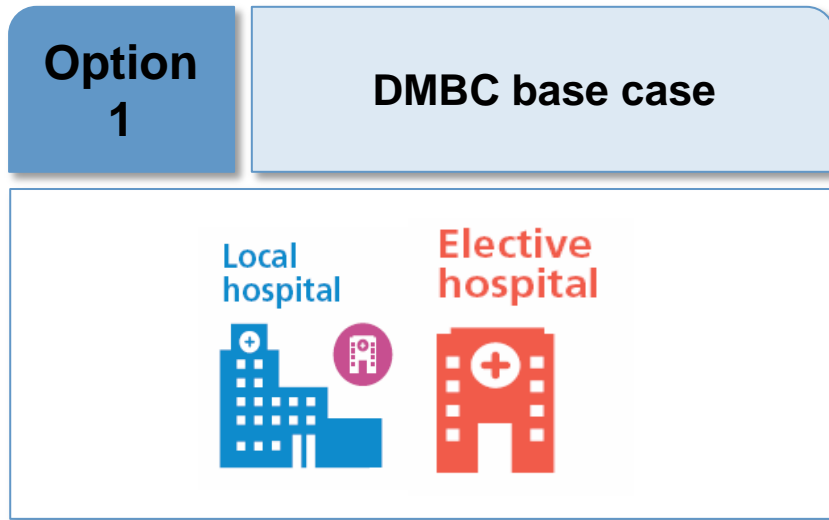 Option
1
DMBC base case
Local
hospital
Elective
hospital